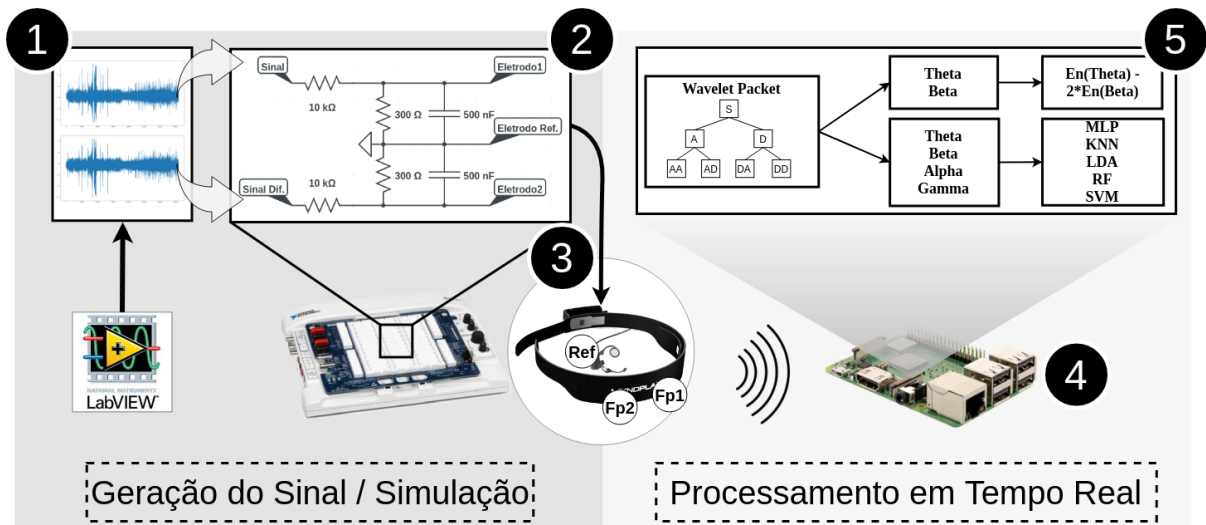 1
2
Sinal
10 kΩ
Eletrodo1
300 Ω
500 nF
Eletrodo Ref.
300 Ω
500 nF
10 kΩ
Sinal Dif.
Eletrodo2
NATIONAL INSTRUMENTS
LabVIEW
3
Ref
Fp2
Fp1
Geração do Sinal / Simulação
5
Wavelet Packet
S
A
D
AA
AD
DA
DD
Theta
Beta
En(Theta) -
2*En(Beta)
Theta
Beta
Alpha
Gamma
MLP
KNN
LDA
RF
SVM
4
Processamento em Tempo Real